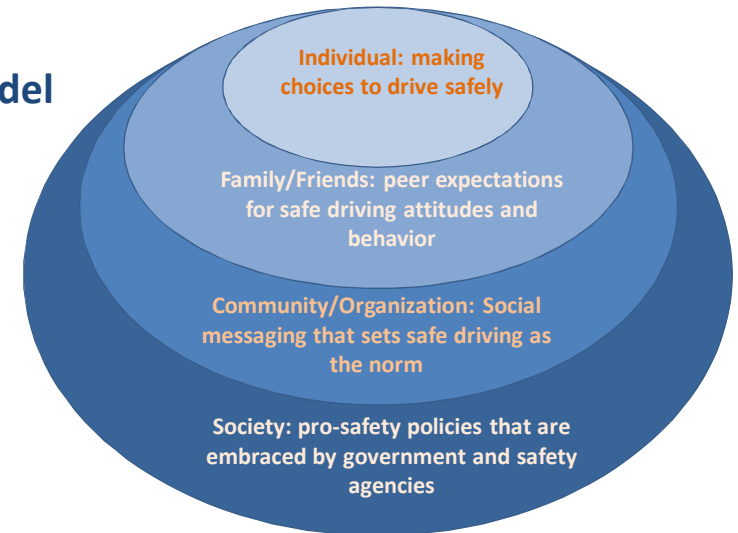 del
Individual: making
choices to drive safely
Family/Friends: peer expectations
for safe driving attitudes and
behavior
Community/Organization: Social
messaging that sets safe driving as
the norm
Society: pro-safety policies that are
embraced by government and safety
agencies